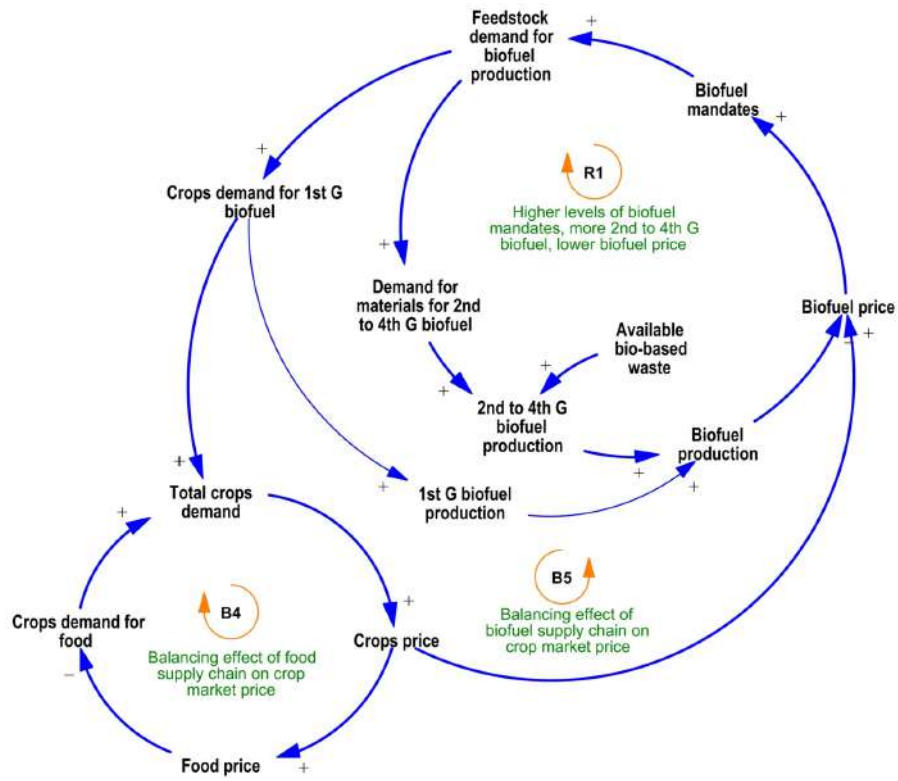 Feedstock
demand for
biofuel
production
+
+
Biofuel
mandates
+
R1
Higher levels of biofuel
mandates, more 2nd to 4th G
biofuel, lower biofuel price
Crops demand for 1st G
biofuel
+
Demand for
materials for 2nd
to 4th G biofuel
Available
bio-based
waste
Biofuel price
−
+
+
+
2nd to 4th G
biofuel
production
Biofuel
production
+
+
+
Total crops
demand
+
1st G biofuel
production
+
B4
Balancing effect of food
supply chain on crop
market price
B5
Balancing effect of
biofuel supply chain on
crop market price
+
Crops demand for
food
−
Crops price
Food price
+